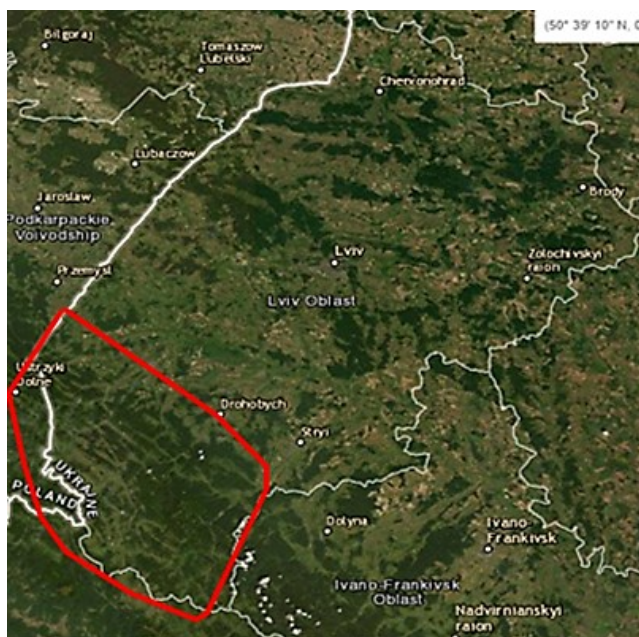 (50° 39' 10" N, 0
Bilgoraj
Tomaszow
Lubelski
Chervonohrad
Lubaczow
Jaroslaw
Podkarpackie
Voivodship
Brody
Lviv
Zolochivskyi
raion
Przemysl
Lviv Oblast
Ustrzyki
Dolne
Drohobych
Stryi
UKRAINE
POLAND
Dolyna
Ivano-
Frankivsk
Ivano-Frankivsk
Oblast
Nadvirnianskyi
raion